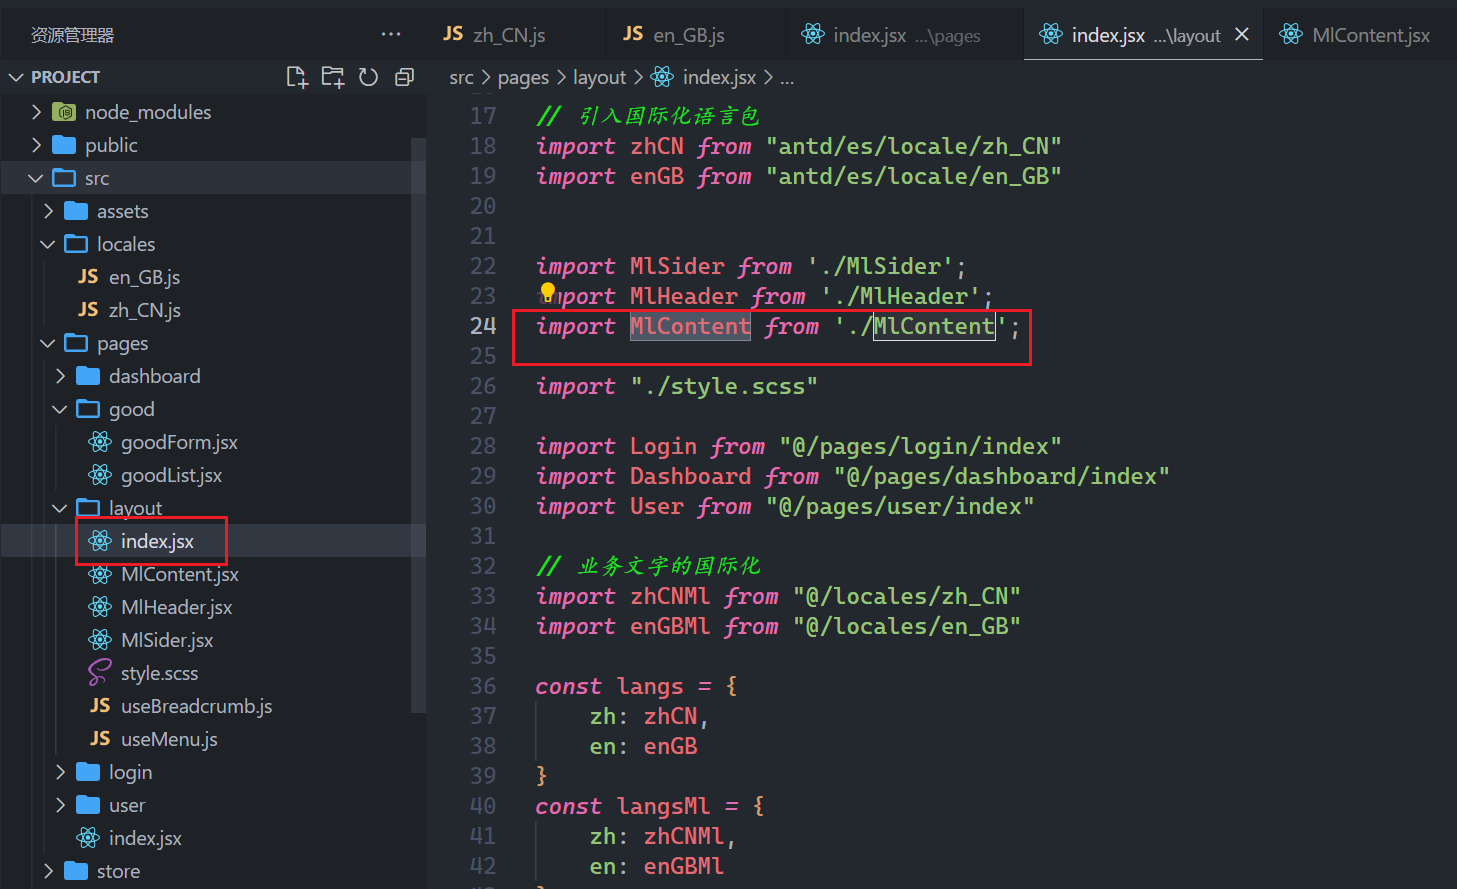 资源管理器 ...
JS zh_CN.js
JS en_GB.js
index.jsx ...\pages
index.jsx ...\layout
MlContent.jsx
PROJECT
node_modules
public
src
assets
locales
JS en_GB.js
JS zh_CN.js
pages
dashboard
good
goodForm.jsx
goodList.jsx
layout
index.jsx
MlContent.jsx
MlHeader.jsx
MlSider.jsx
style.scss
JS useBreadcrumb.js
JS useMenu.js
login
user
index.jsx
store
src > pages > layout > index.jsx > ...
17 // 引入国际化语言包
18 import zhCN from "antd/es/locale/zh_CN"
19 import enGB from "antd/es/locale/en_GB"
20
21
22 import MlSider from './MlSider';
23 import MlHeader from './MlHeader';
24 import MlContent from './MlContent';
25
26 import "./style.scss"
27
28 import Login from "@/pages/login/index"
29 import Dashboard from "@/pages/dashboard/index"
30 import User from "@/pages/user/index"
31
32 // 业务文字的国际化
33 import zhCNMl from "@/locales/zh_CN"
34 import enGBMl from "@/locales/en_GB"
35
36 const langs = {
37 zh: zhCN,
38 en: enGB
39 }
40 const langsMl = {
41 zh: zhCNMl,
42 en: enGBMl